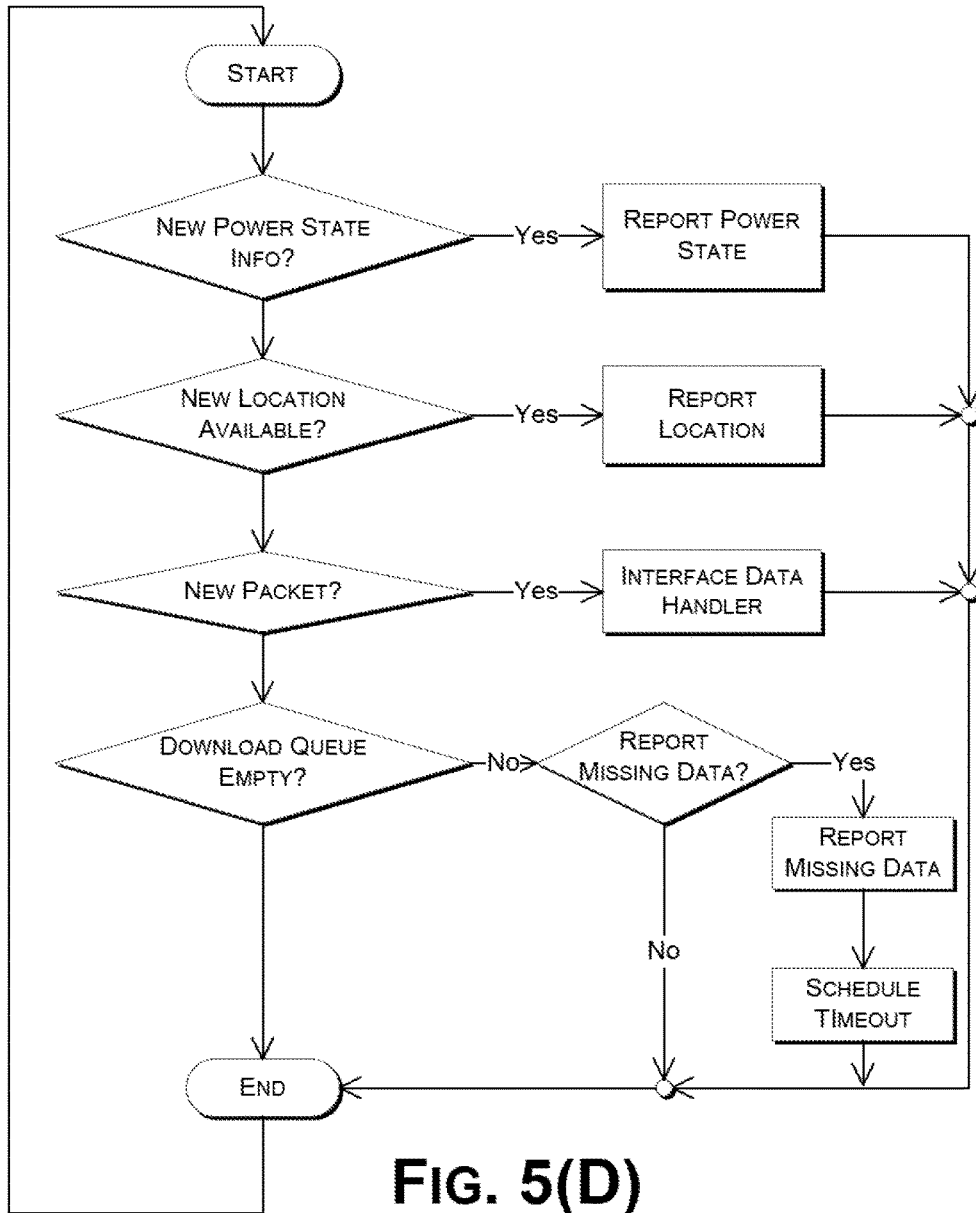 START
NEW POWER STATE
INFO?
Yes
REPORT POWER
STATE
NEW LOCATION
AVAILABLE?
Yes
REPORT
LOCATION
NEW PACKET?
Yes
INTERFACE DATA
HANDLER
DOWNLOAD QUEUE
EMPTY?
No
REPORT
MISSING DATA?
Yes
REPORT
MISSING DATA
No
SCHEDULE
TIMEOUT
END
FIG. 5(D)